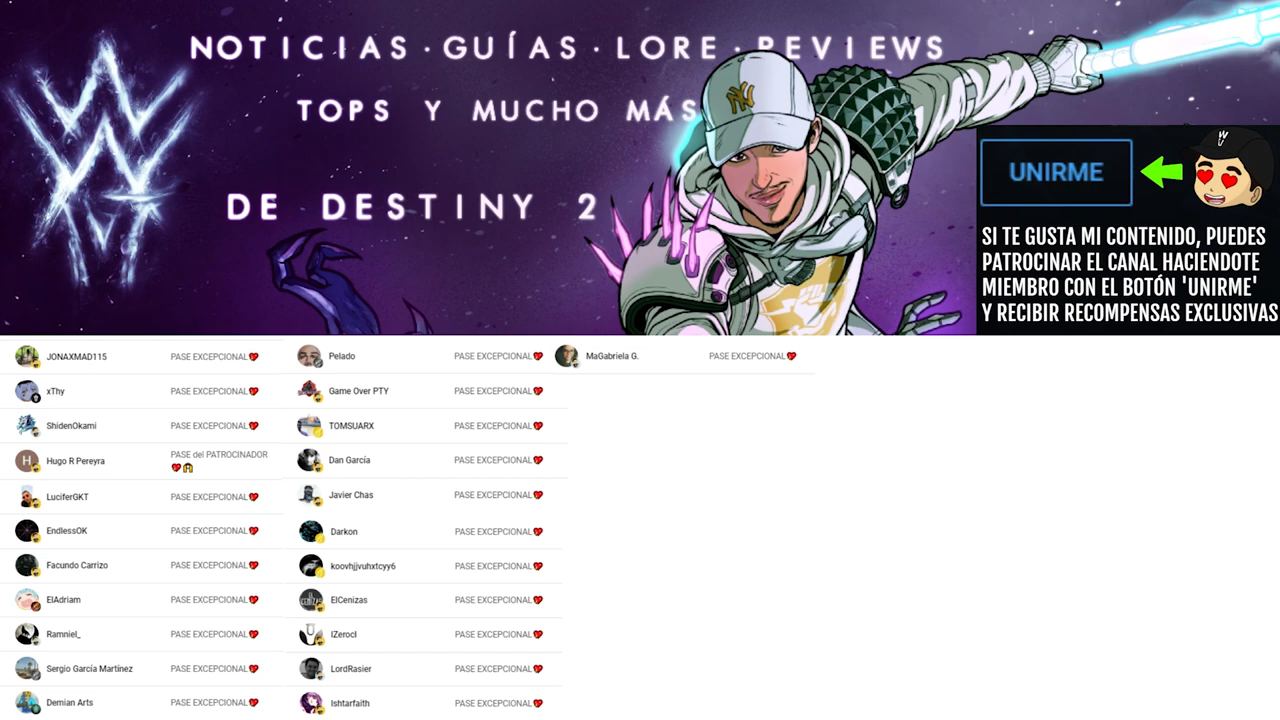 NOTICIAS · GUÍAS · LORE · REVIEWS
TOPS Y MUCHO MÁS
DE DESTINY 2
NY
UNIRME
SI TE GUSTA MI CONTENIDO, PUEDES
PATROCINAR EL CANAL HACIENDOTE
MIEMBRO CON EL BOTÓN 'UNIRME'
Y RECIBIR RECOMPENSAS EXCLUSIVAS
JONAXMAD115 PASE EXCEPCIONAL
xThy PASE EXCEPCIONAL
ShidenOkami PASE EXCEPCIONAL
H Hugo R Pereyra PASE del PATROCINADOR
LuciferGKT PASE EXCEPCIONAL
EndlessOK PASE EXCEPCIONAL
Facundo Carrizo PASE EXCEPCIONAL
ElAdriam PASE EXCEPCIONAL
Ramniel_ PASE EXCEPCIONAL
Sergio García Martínez PASE EXCEPCIONAL
Demian Arts PASE EXCEPCIONAL
Pelado PASE EXCEPCIONAL
Game Over PTY PASE EXCEPCIONAL
TOMSUARX PASE EXCEPCIONAL
Dan García PASE EXCEPCIONAL
Javier Chas PASE EXCEPCIONAL
Darkon PASE EXCEPCIONAL
koovhjjvuhxtcyy6 PASE EXCEPCIONAL
ElCenizas PASE EXCEPCIONAL
IZerocI PASE EXCEPCIONAL
LordRasier PASE EXCEPCIONAL
Ishtarfaith PASE EXCEPCIONAL
MaGabriela G. PASE EXCEPCIONAL